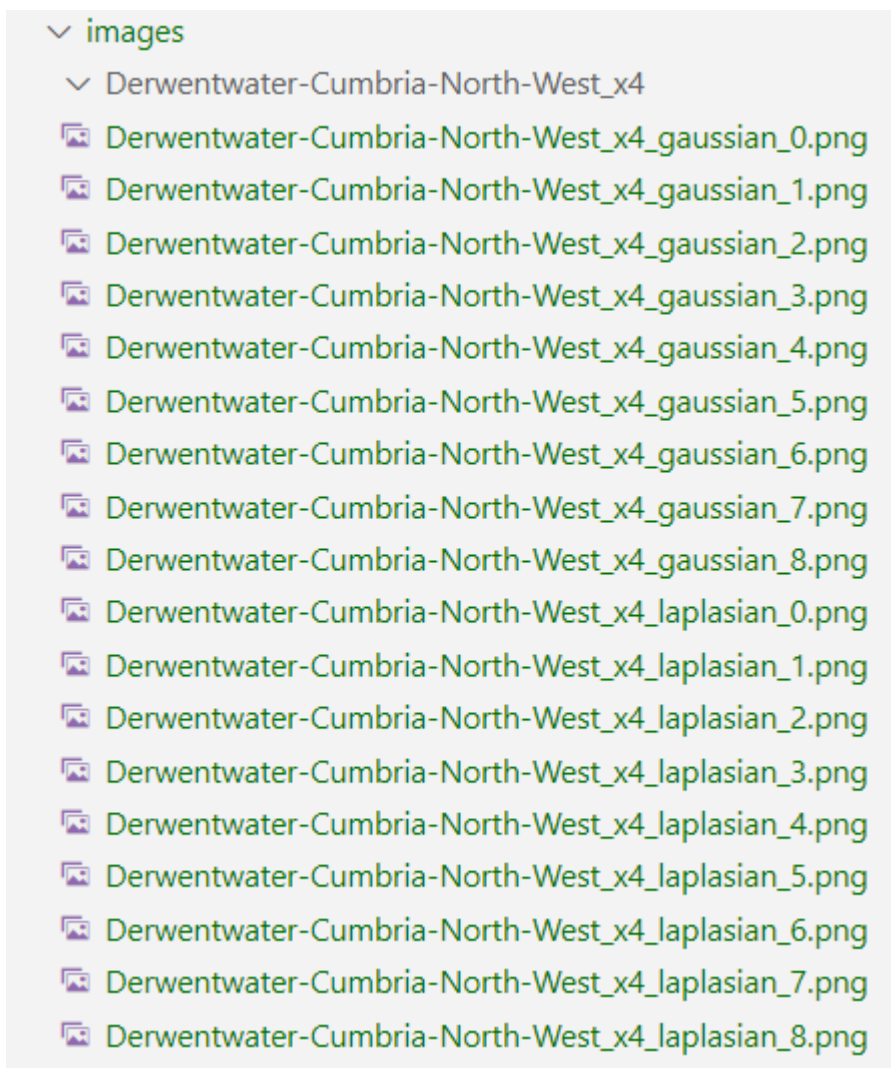 images
Derwentwater-Cumbria-North-West_x4
Derwentwater-Cumbria-North-West_x4_gaussian_0.png
Derwentwater-Cumbria-North-West_x4_gaussian_1.png
Derwentwater-Cumbria-North-West_x4_gaussian_2.png
Derwentwater-Cumbria-North-West_x4_gaussian_3.png
Derwentwater-Cumbria-North-West_x4_gaussian_4.png
Derwentwater-Cumbria-North-West_x4_gaussian_5.png
Derwentwater-Cumbria-North-West_x4_gaussian_6.png
Derwentwater-Cumbria-North-West_x4_gaussian_7.png
Derwentwater-Cumbria-North-West_x4_gaussian_8.png
Derwentwater-Cumbria-North-West_x4_laplasian_0.png
Derwentwater-Cumbria-North-West_x4_laplasian_1.png
Derwentwater-Cumbria-North-West_x4_laplasian_2.png
Derwentwater-Cumbria-North-West_x4_laplasian_3.png
Derwentwater-Cumbria-North-West_x4_laplasian_4.png
Derwentwater-Cumbria-North-West_x4_laplasian_5.png
Derwentwater-Cumbria-North-West_x4_laplasian_6.png
Derwentwater-Cumbria-North-West_x4_laplasian_7.png
Derwentwater-Cumbria-North-West_x4_laplasian_8.png